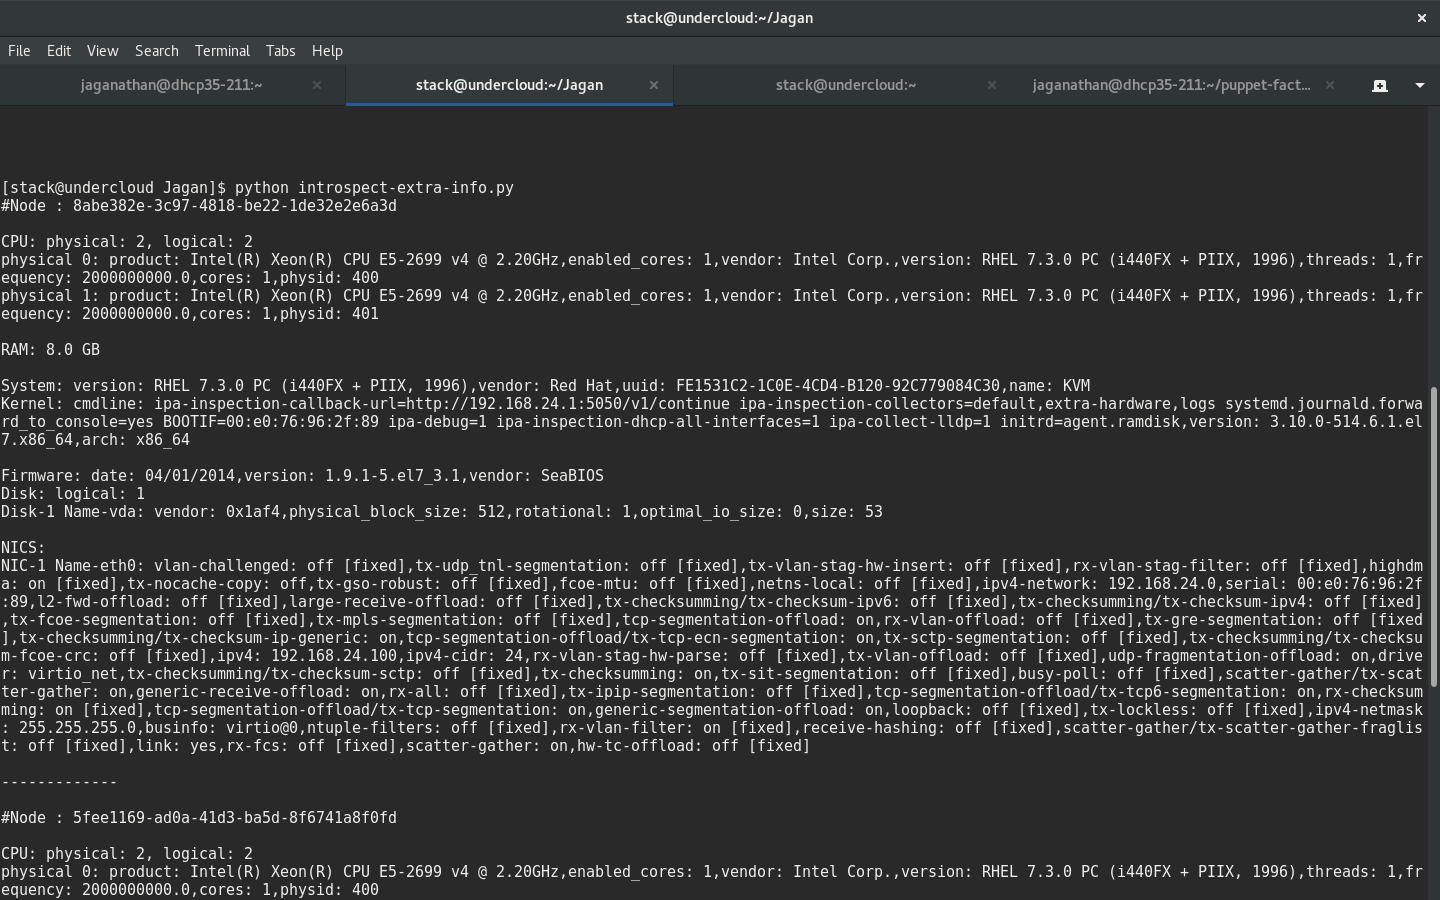 stack@undercloud:~/Jagan
File Edit View Search Terminal Tabs Help
jaganathan@dhcp35-211:~ stack@undercloud:~/Jagan stack@undercloud:~ jaganathan@dhcp35-211:~/puppet-fact...
[stack@undercloud Jagan]$ python introspect-extra-info.py
#Node : 8abe382e-3c97-4818-be22-1de32e2e6a3d
CPU: physical: 2, logical: 2
physical 0: product: Intel(R) Xeon(R) CPU E5-2699 v4 @ 2.20GHz,enabled_cores: 1,vendor: Intel Corp.,version: RHEL 7.3.0 PC (i440FX + PIIX, 1996),threads: 1,fr
equency: 2000000000.0,cores: 1,physid: 400
physical 1: product: Intel(R) Xeon(R) CPU E5-2699 v4 @ 2.20GHz,enabled_cores: 1,vendor: Intel Corp.,version: RHEL 7.3.0 PC (i440FX + PIIX, 1996),threads: 1,fr
equency: 2000000000.0,cores: 1,physid: 401
RAM: 8.0 GB
System: version: RHEL 7.3.0 PC (i440FX + PIIX, 1996),vendor: Red Hat,uuid: FE1531C2-1C0E-4CD4-B120-92C779084C30,name: KVM
Kernel: cmdline: ipa-inspection-callback-url=http://192.168.24.1:5050/v1/continue ipa-inspection-collectors=default,extra-hardware,logs systemd.journald.forwa
rd_to_console=yes BOOTIF=00:e0:76:96:2f:89 ipa-debug=1 ipa-inspection-dhcp-all-interfaces=1 ipa-collect-lldp=1 initrd=agent.ramdisk,version: 3.10.0-514.6.1.el
7.x86_64,arch: x86_64
Firmware: date: 04/01/2014,version: 1.9.1-5.el7_3.1,vendor: SeaBIOS
Disk: logical: 1
Disk-1 Name-vda: vendor: 0x1af4,physical_block_size: 512,rotational: 1,optimal_io_size: 0,size: 53
NICS:
NIC-1 Name-eth0: vlan-challenged: off [fixed],tx-udp_tnl-segmentation: off [fixed],tx-vlan-stag-hw-insert: off [fixed],rx-vlan-stag-filter: off [fixed],highdm
a: on [fixed],tx-nocache-copy: off,tx-gso-robust: off [fixed],fcoe-mtu: off [fixed],netns-local: off [fixed],ipv4-network: 192.168.24.0,serial: 00:e0:76:96:2f
:89,l2-fwd-offload: off [fixed],large-receive-offload: off [fixed],tx-checksumming/tx-checksum-ipv6: off [fixed],tx-checksumming/tx-checksum-ipv4: off [fixed]
,tx-fcoe-segmentation: off [fixed],tx-mpls-segmentation: off [fixed],tcp-segmentation-offload: on,rx-vlan-offload: off [fixed],tx-gre-segmentation: off [fixed
],tx-checksumming/tx-checksum-ip-generic: on,tcp-segmentation-offload/tx-tcp-ecn-segmentation: on,tx-sctp-segmentation: off [fixed],tx-checksumming/tx-checksu
m-fcoe-crc: off [fixed],ipv4: 192.168.24.100,ipv4-cidr: 24,rx-vlan-stag-hw-parse: off [fixed],tx-vlan-offload: off [fixed],udp-fragmentation-offload: on,drive
r: virtio_net,tx-checksumming/tx-checksum-sctp: off [fixed],tx-checksumming: on,tx-sit-segmentation: off [fixed],busy-poll: off [fixed],scatter-gather/tx-scat
ter-gather: on,generic-receive-offload: on,rx-all: off [fixed],tx-ipip-segmentation: off [fixed],tcp-segmentation-offload/tx-tcp6-segmentation: on,rx-checksum
ming: on [fixed],tcp-segmentation-offload/tx-tcp-segmentation: on,generic-segmentation-offload: on,loopback: off [fixed],tx-lockless: off [fixed],ipv4-netmask
: 255.255.255.0,businfo: virtio@0,ntuple-filters: off [fixed],rx-vlan-filter: on [fixed],receive-hashing: off [fixed],scatter-gather/tx-scatter-gather-fraglis
t: off [fixed],link: yes,rx-fcs: off [fixed],scatter-gather: on,hw-tc-offload: off [fixed]
-------------
#Node : 5fee1169-ad0a-41d3-ba5d-8f6741a8f0fd
CPU: physical: 2, logical: 2
physical 0: product: Intel(R) Xeon(R) CPU E5-2699 v4 @ 2.20GHz,enabled_cores: 1,vendor: Intel Corp.,version: RHEL 7.3.0 PC (i440FX + PIIX, 1996),threads: 1,fr
equency: 2000000000.0,cores: 1,physid: 400